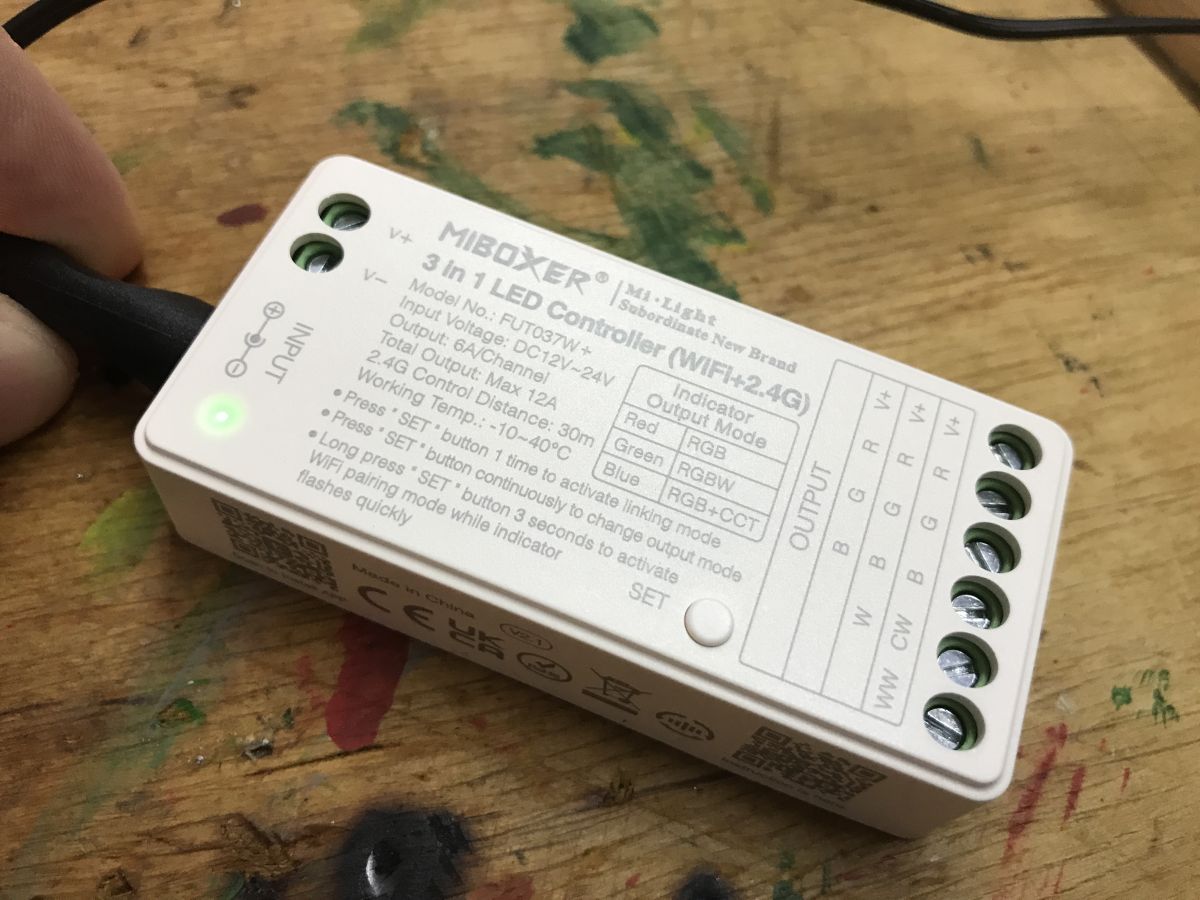 V+
V−
INPUT
MIBOXER®
Mi·Light
Subordinate New Brand
3 in 1 LED Controller (WiFi+2.4G)
Model No.: FUT037W+
Input Voltage: DC12V~24V
Output: 6A/Channel
Total Output: Max 12A
2.4G Control Distance: 30m
Working Temp.: -10~40°C
• Press " SET " button 1 time to activate linking mode
• Press " SET " button continuously to change output mode
• Long press " SET " button 3 seconds to activate
WiFi pairing mode while indicator
flashes quickly
Indicator Output Mode
Red RGB
Green RGBW
Blue RGB+CCT
SET
OUTPUT
V+ R G B
V+ R G B W
V+ R G B CW WW
Made in China
CE
UK
CA
V2.1